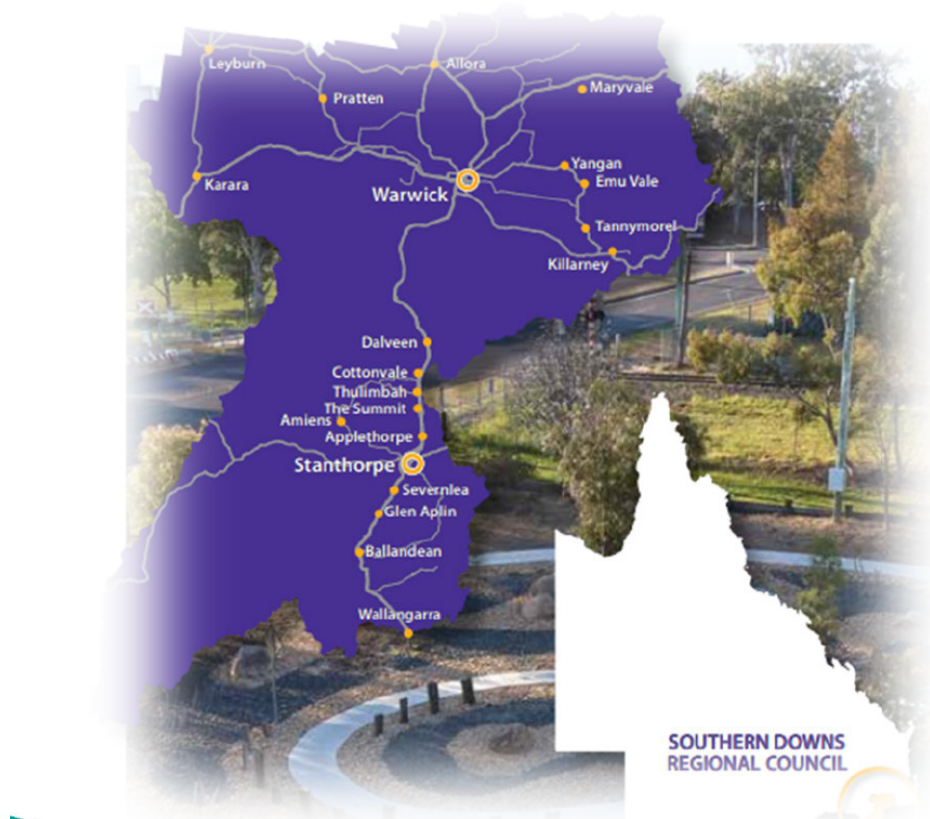 Leyburn
Allora
Maryvale
Pratten
Yangan
Karara
Emu Vale
Warwick
Tannymorel
Killarney
Dalveen
Cottonvale
Thulimbah
The Summit
Amiens
Applethorpe
Stanthorpe
Severnlea
Glen Aplin
Ballandean
Wallangarra
SOUTHERN DOWNS
REGIONAL COUNCIL